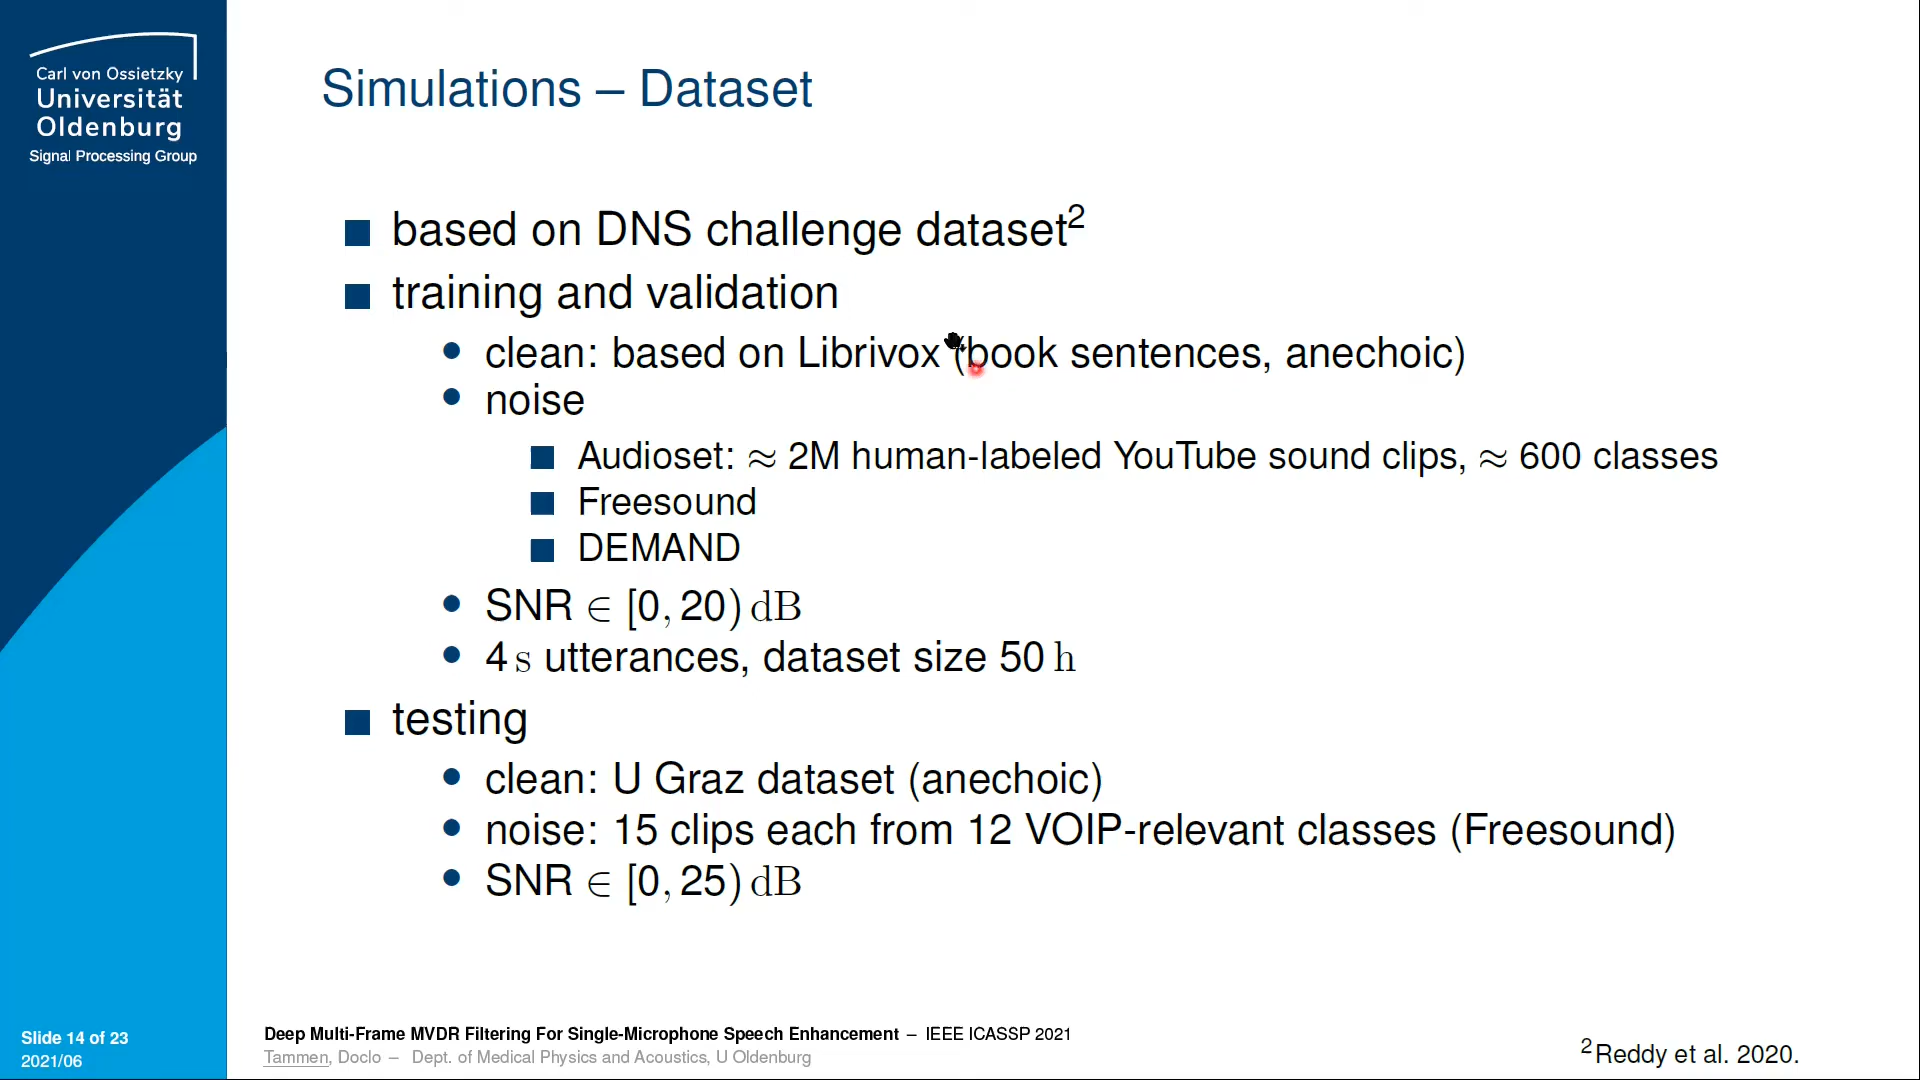 Carl von Ossietzky
Universität
Oldenburg
Signal Processing Group
Simulations – Dataset
based on DNS challenge dataset²
training and validation
clean: based on Librivox (book sentences, anechoic)
noise
Audioset: ≈ 2M human-labeled YouTube sound clips, ≈ 600 classes
Freesound
DEMAND
SNR ∈ [0, 20) dB
4 s utterances, dataset size 50 h
testing
clean: U Graz dataset (anechoic)
noise: 15 clips each from 12 VOIP-relevant classes (Freesound)
SNR ∈ [0, 25) dB
Slide 14 of 23
2021/06
Deep Multi-Frame MVDR Filtering For Single-Microphone Speech Enhancement – IEEE ICASSP 2021
Tammen, Doclo – Dept. of Medical Physics and Acoustics, U Oldenburg
²Reddy et al. 2020.